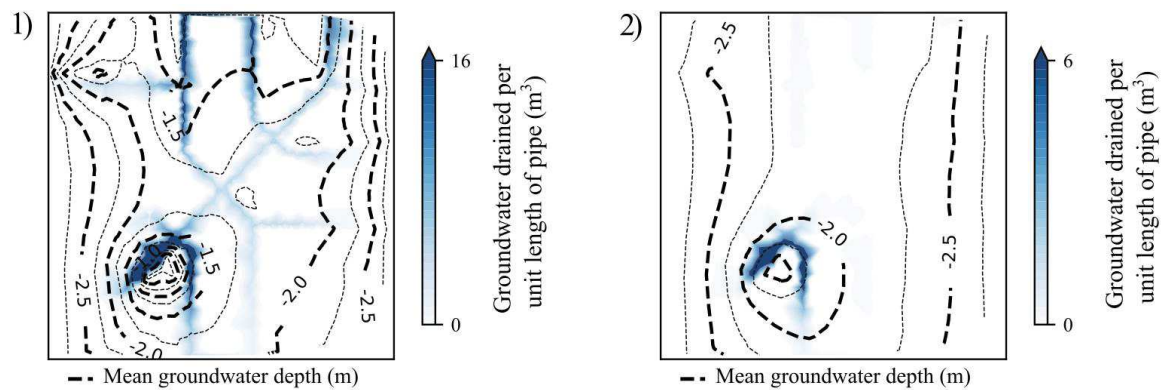 1)
-1.5
-1.0
-1.5
-2.0
-2.5
-2.0
-2.5
16
0
Groundwater drained per
unit length of pipe (m³)
Mean groundwater depth (m)
2)
-2.5
-2.0
-2.5
6
0
Groundwater drained per
unit length of pipe (m³)
Mean groundwater depth (m)